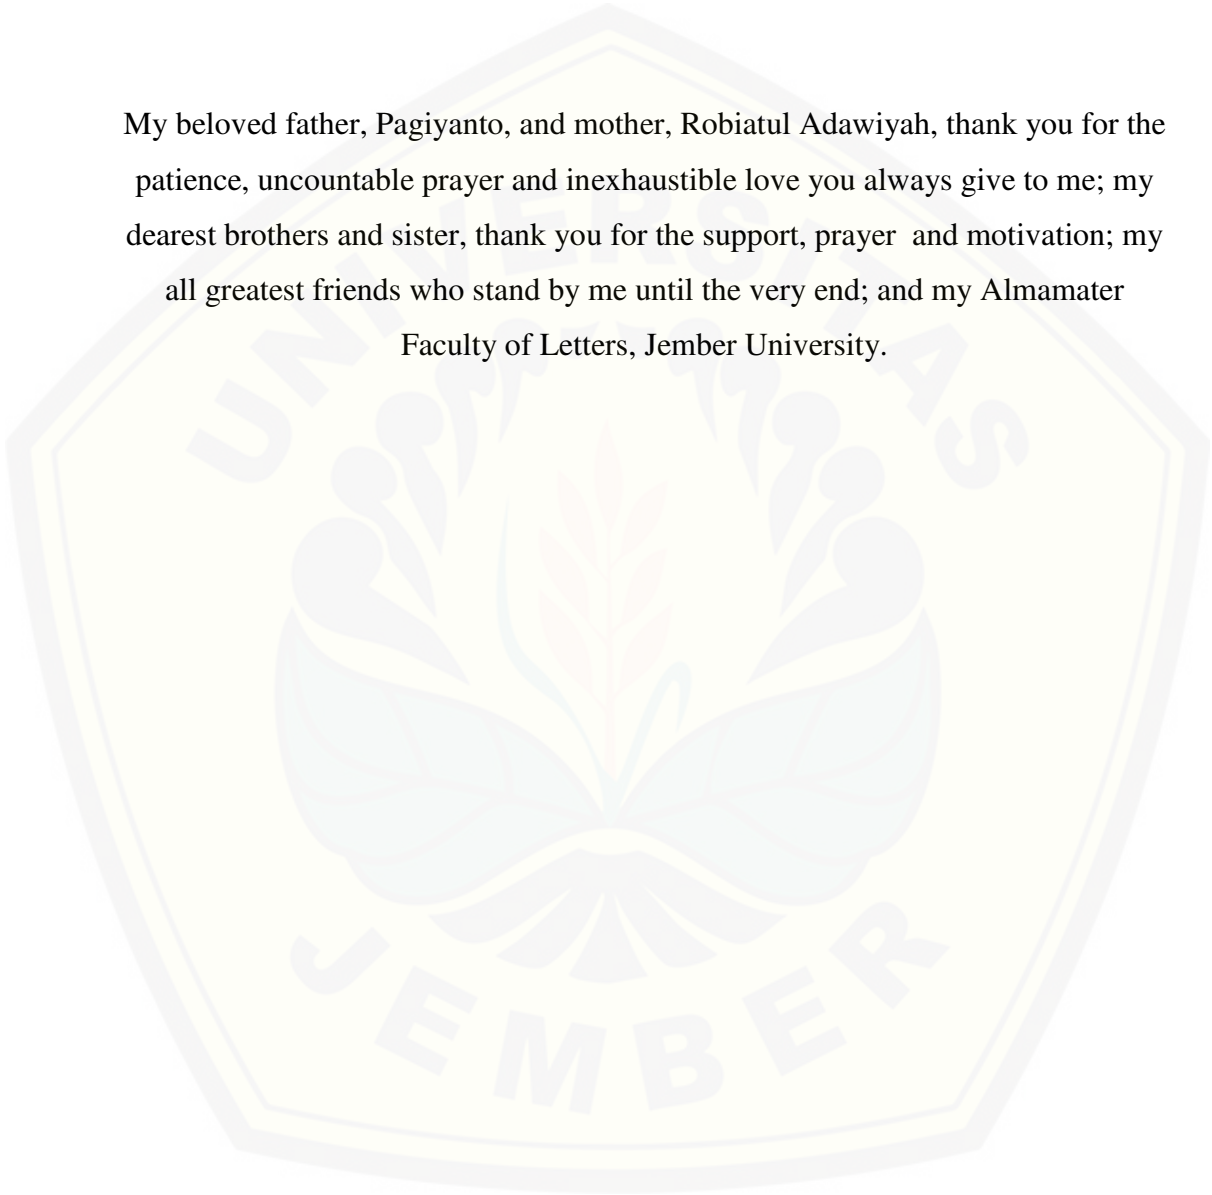 My beloved father, Pagiyanto, and mother, Robiatul Adawiyah, thank you for the
patience, uncountable prayer and inexhaustible love you always give to me; my
dearest brothers and sister, thank you for the support, prayer  and motivation; my
all greatest friends who stand by me until the very end; and my Almamater
Faculty of Letters, Jember University.
UNIVERSITAS
JEMBER